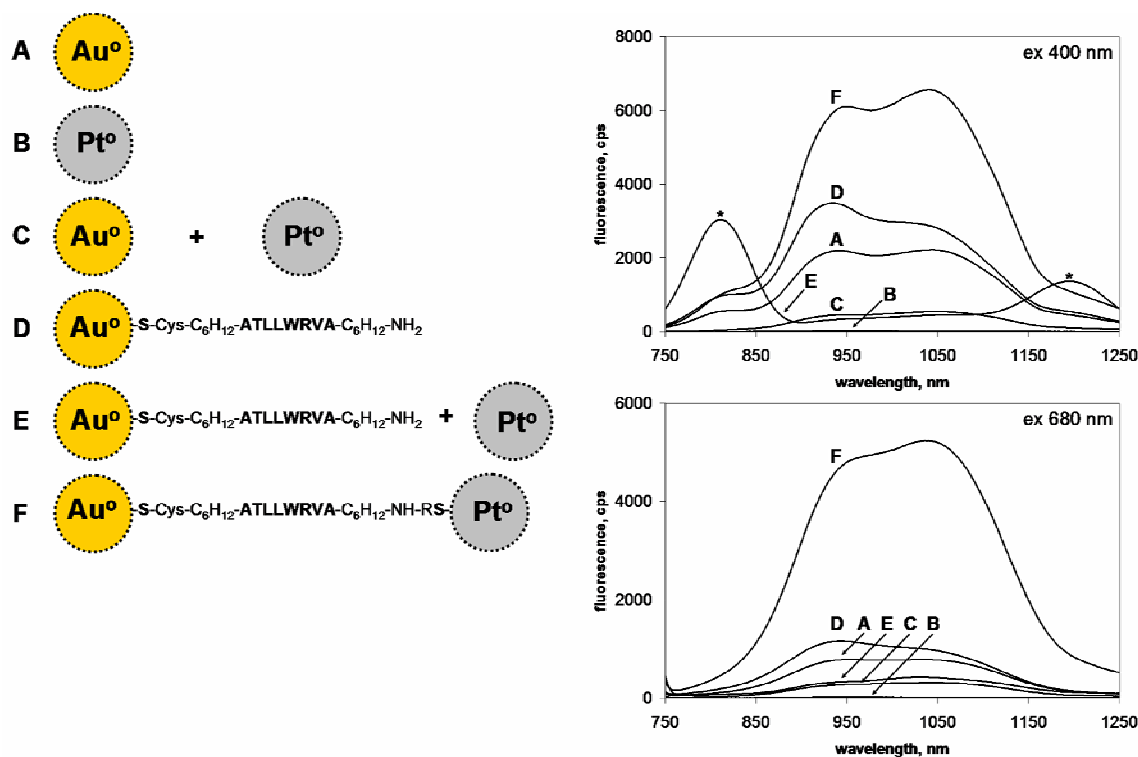 A Au°
B Pt°
C Au° + Pt°
D Au° -S-Cys-C₆H₁₂-ATLLWRVA-C₆H₁₂-NH₂
E Au° -S-Cys-C₆H₁₂-ATLLWRVA-C₆H₁₂-NH₂ + Pt°
F Au° -S-Cys-C₆H₁₂-ATLLWRVA-C₆H₁₂-NH-RS- Pt°
ex 400 nm
fluorescence, cps
8000
6000
4000
2000
0
F
D
A
E
C
B
*
*
750 850 950 1050 1150 1250
wavelength, nm
ex 680 nm
fluorescence, cps
6000
4000
2000
0
F
D A E C B
750 850 950 1050 1150 1250
wavelength, nm